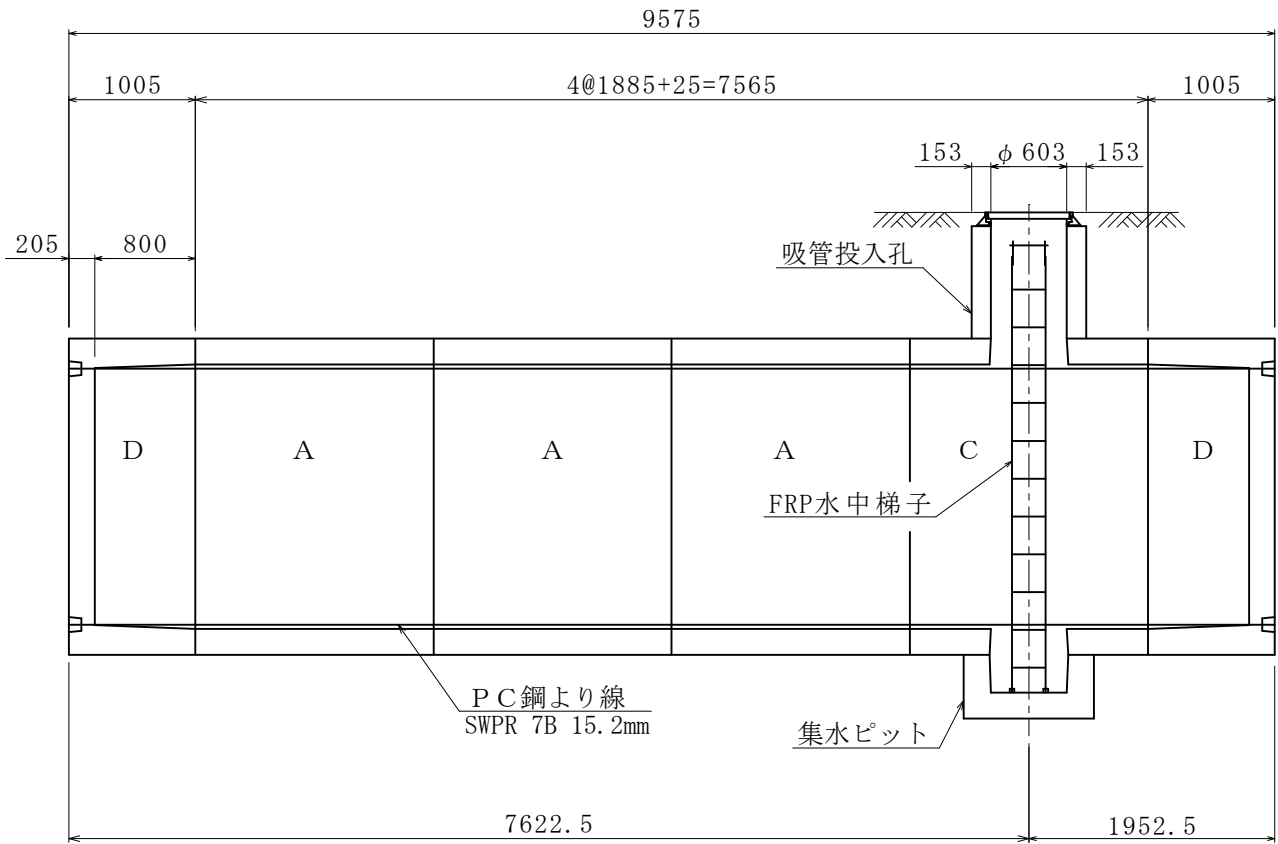 9575
1005
4@1885+25=7565
1005
153
φ603
153
205
800
吸管投入孔
D
A
A
A
C
D
FRP水中梯子
PC鋼より線
SWPR 7B 15.2mm
集水ピット
7622.5
1952.5